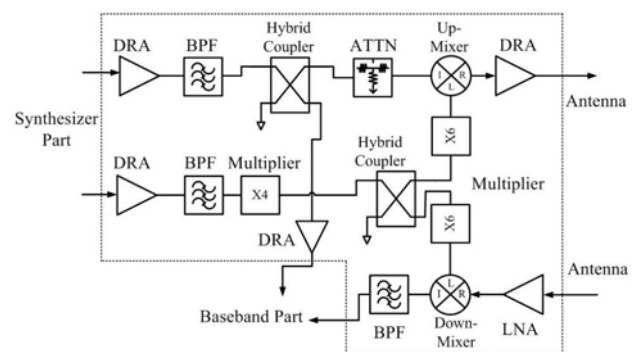 Hybrid
Coupler
Up-
Mixer
DRA
BPF
ATTN
DRA
I
R
L
Antenna
Synthesizer
Part
X6
Hybrid
Coupler
DRA
BPF
Multiplier
X4
Multiplier
X6
DRA
Antenna
L
I
R
Baseband Part
BPF
Down-
Mixer
LNA